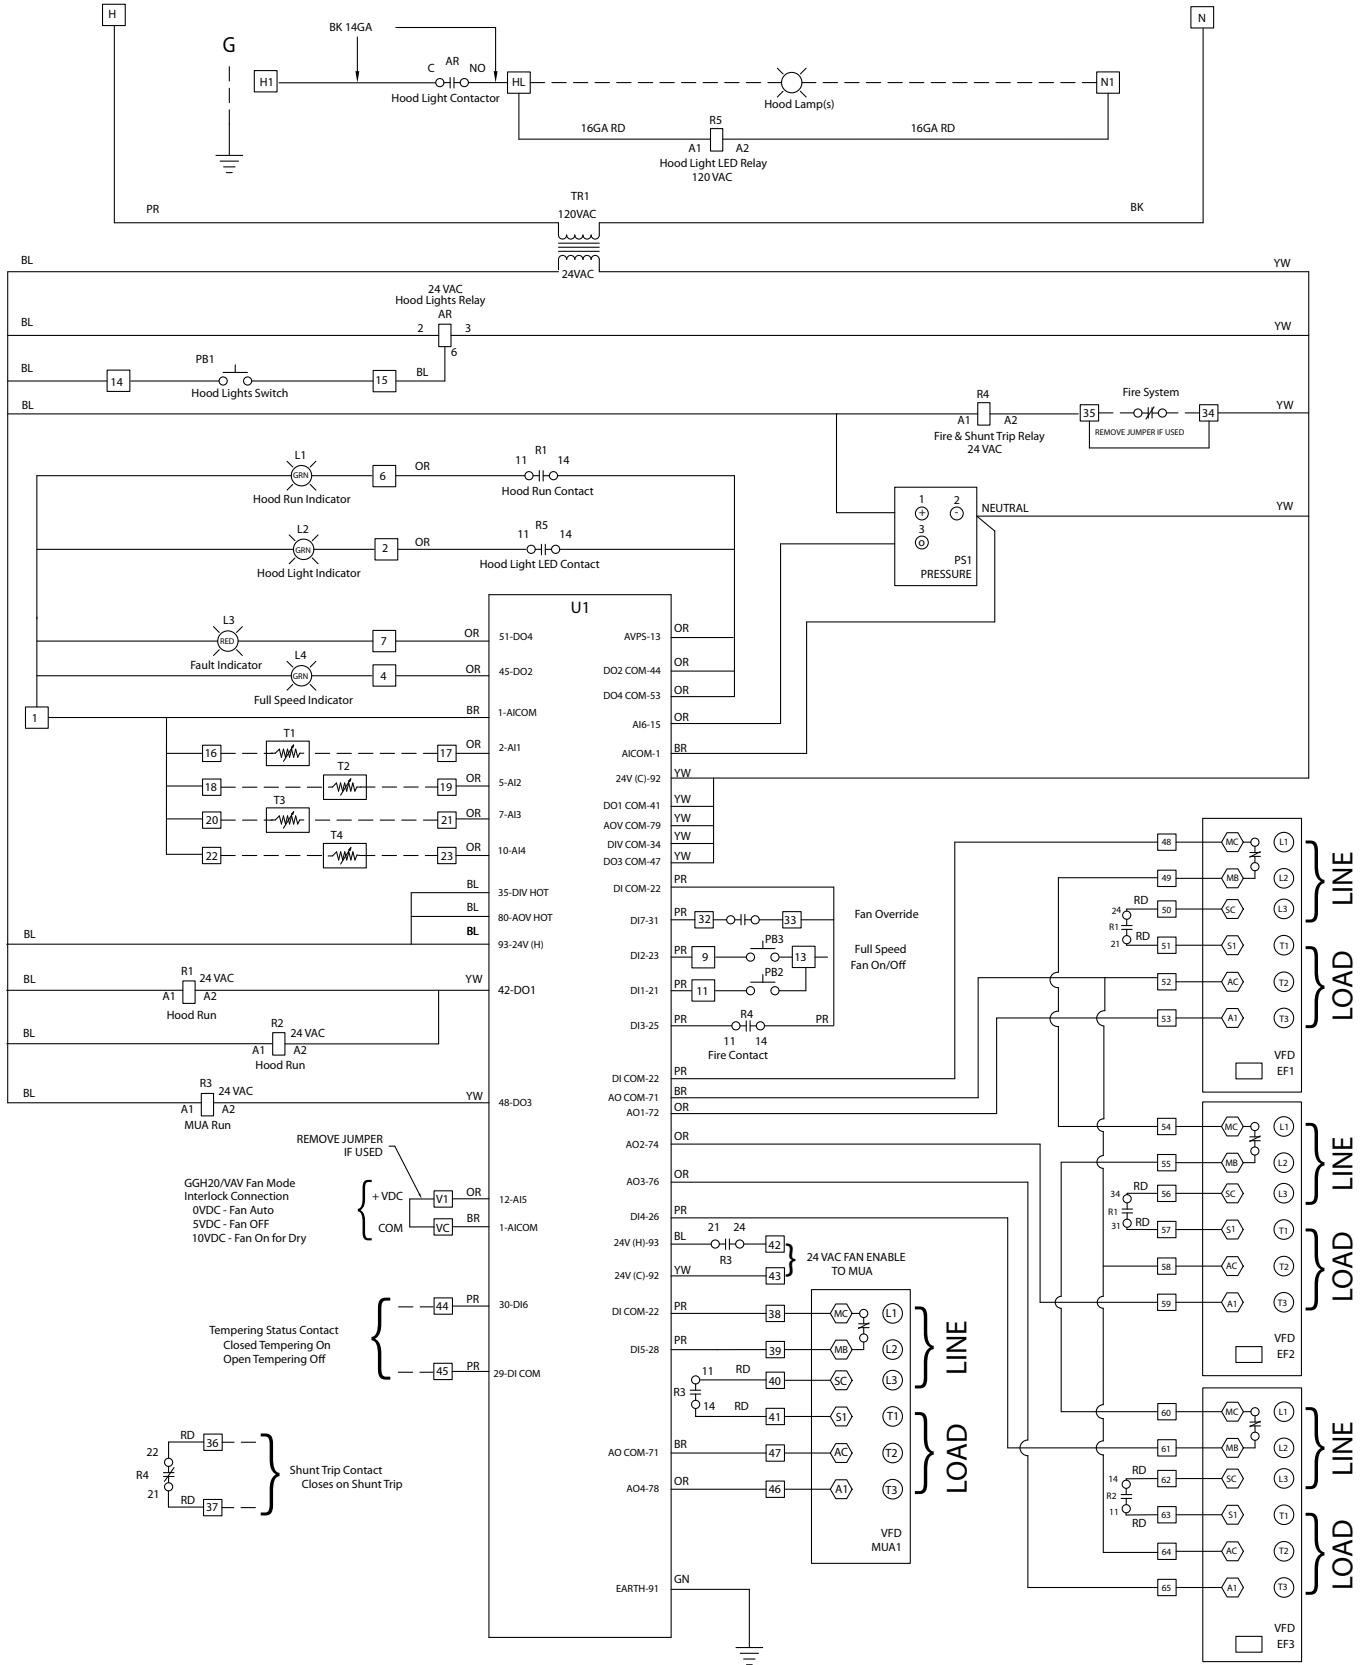 H
N
G
BK 14GA
H1
C
AR
NO
HL
N1
Hood Light Contactor
Hood Lamp(s)
16GA RD
R5
16GA RD
A1
A2
Hood Light LED Relay
120 VAC
TR1
PR
120VAC
BK
BL
24VAC
YW
24 VAC
Hood Lights Relay
AR
BL
2
3
YW
6
PB1
BL
14
15
BL
Hood Lights Switch
BL
R4
Fire System
YW
A1
A2
35
34
Fire & Shunt Trip Relay
24 VAC
REMOVE JUMPER IF USED
L1
GRN
6
OR
11
R1
14
Hood Run Indicator
Hood Run Contact
1
2
+
-
NEUTRAL
YW
3
O
PS1
PRESSURE
L2
GRN
2
OR
11
R5
14
Hood Light Indicator
Hood Light LED Contact
U1
L3
RED
7
OR
51-DO4
AVPS-13
OR
Fault Indicator
L4
GRN
4
OR
45-DO2
DO2 COM-44
OR
Full Speed Indicator
DO4 COM-53
OR
1
BR
1-AICOM
AI6-15
OR
T1
16
17
OR
2-AI1
AICOM-1
BR
T2
18
19
OR
5-AI2
24V (C)-92
YW
T3
20
21
OR
7-AI3
DO1 COM-41
YW
AOV COM-79
YW
T4
22
23
OR
10-AI4
DIV COM-34
YW
DO3 COM-47
YW
BL
35-DIV HOT
DI COM-22
PR
BL
80-AOV HOT
DI7-31
PR
32
33
Fan Override
BL
BL
93-24V (H)
DI2-23
PR
9
PB3
13
Full Speed
Fan On/Off
BL
R1
24 VAC
A1
A2
Hood Run
YW
42-DO1
DI1-21
PR
11
PB2
BL
R2
24 VAC
A1
A2
Hood Run
DI3-25
PR
R4
11
14
PR
Fire Contact
BL
R3
24 VAC
A1
A2
MUA Run
YW
48-DO3
DI COM-22
PR
AO COM-71
BR
AO1-72
OR
AO2-74
OR
AO3-76
OR
DI4-26
PR
REMOVE JUMPER
IF USED
GGH20/VAV Fan Mode
Interlock Connection
0VDC - Fan Auto
5VDC - Fan OFF
10VDC - Fan On for Dry
+ VDC
V1
OR
12-AI5
COM
VC
BR
1-AICOM
24V (H)-93
BL
21
24
R3
42
24V (C)-92
YW
43
24 VAC FAN ENABLE
TO MUA
Tempering Status Contact
Closed Tempering On
Open Tempering Off
44
PR
30-DI6
45
PR
29-DI COM
DI COM-22
PR
38
MC
L1
DI5-28
PR
39
MB
L2
11
RD
40
SC
L3
R3
14
RD
41
S1
T1
AO COM-71
BR
47
AC
T2
AO4-78
OR
46
A1
T3
LINE
LOAD
VFD
MUA1
RD
36
22
R4
21
RD
37
Shunt Trip Contact
Closes on Shunt Trip
EARTH-91
GN
48
MC
L1
49
MB
L2
24
RD
50
SC
L3
R1
21
RD
51
S1
T1
52
AC
T2
53
A1
T3
LINE
LOAD
VFD
EF1
54
MC
L1
55
MB
L2
34
RD
56
SC
L3
R1
31
RD
57
S1
T1
58
AC
T2
59
A1
T3
LINE
LOAD
VFD
EF2
60
MC
L1
61
MB
L2
14
RD
62
SC
L3
R2
11
RD
63
S1
T1
64
AC
T2
65
A1
T3
LINE
LOAD
VFD
EF3